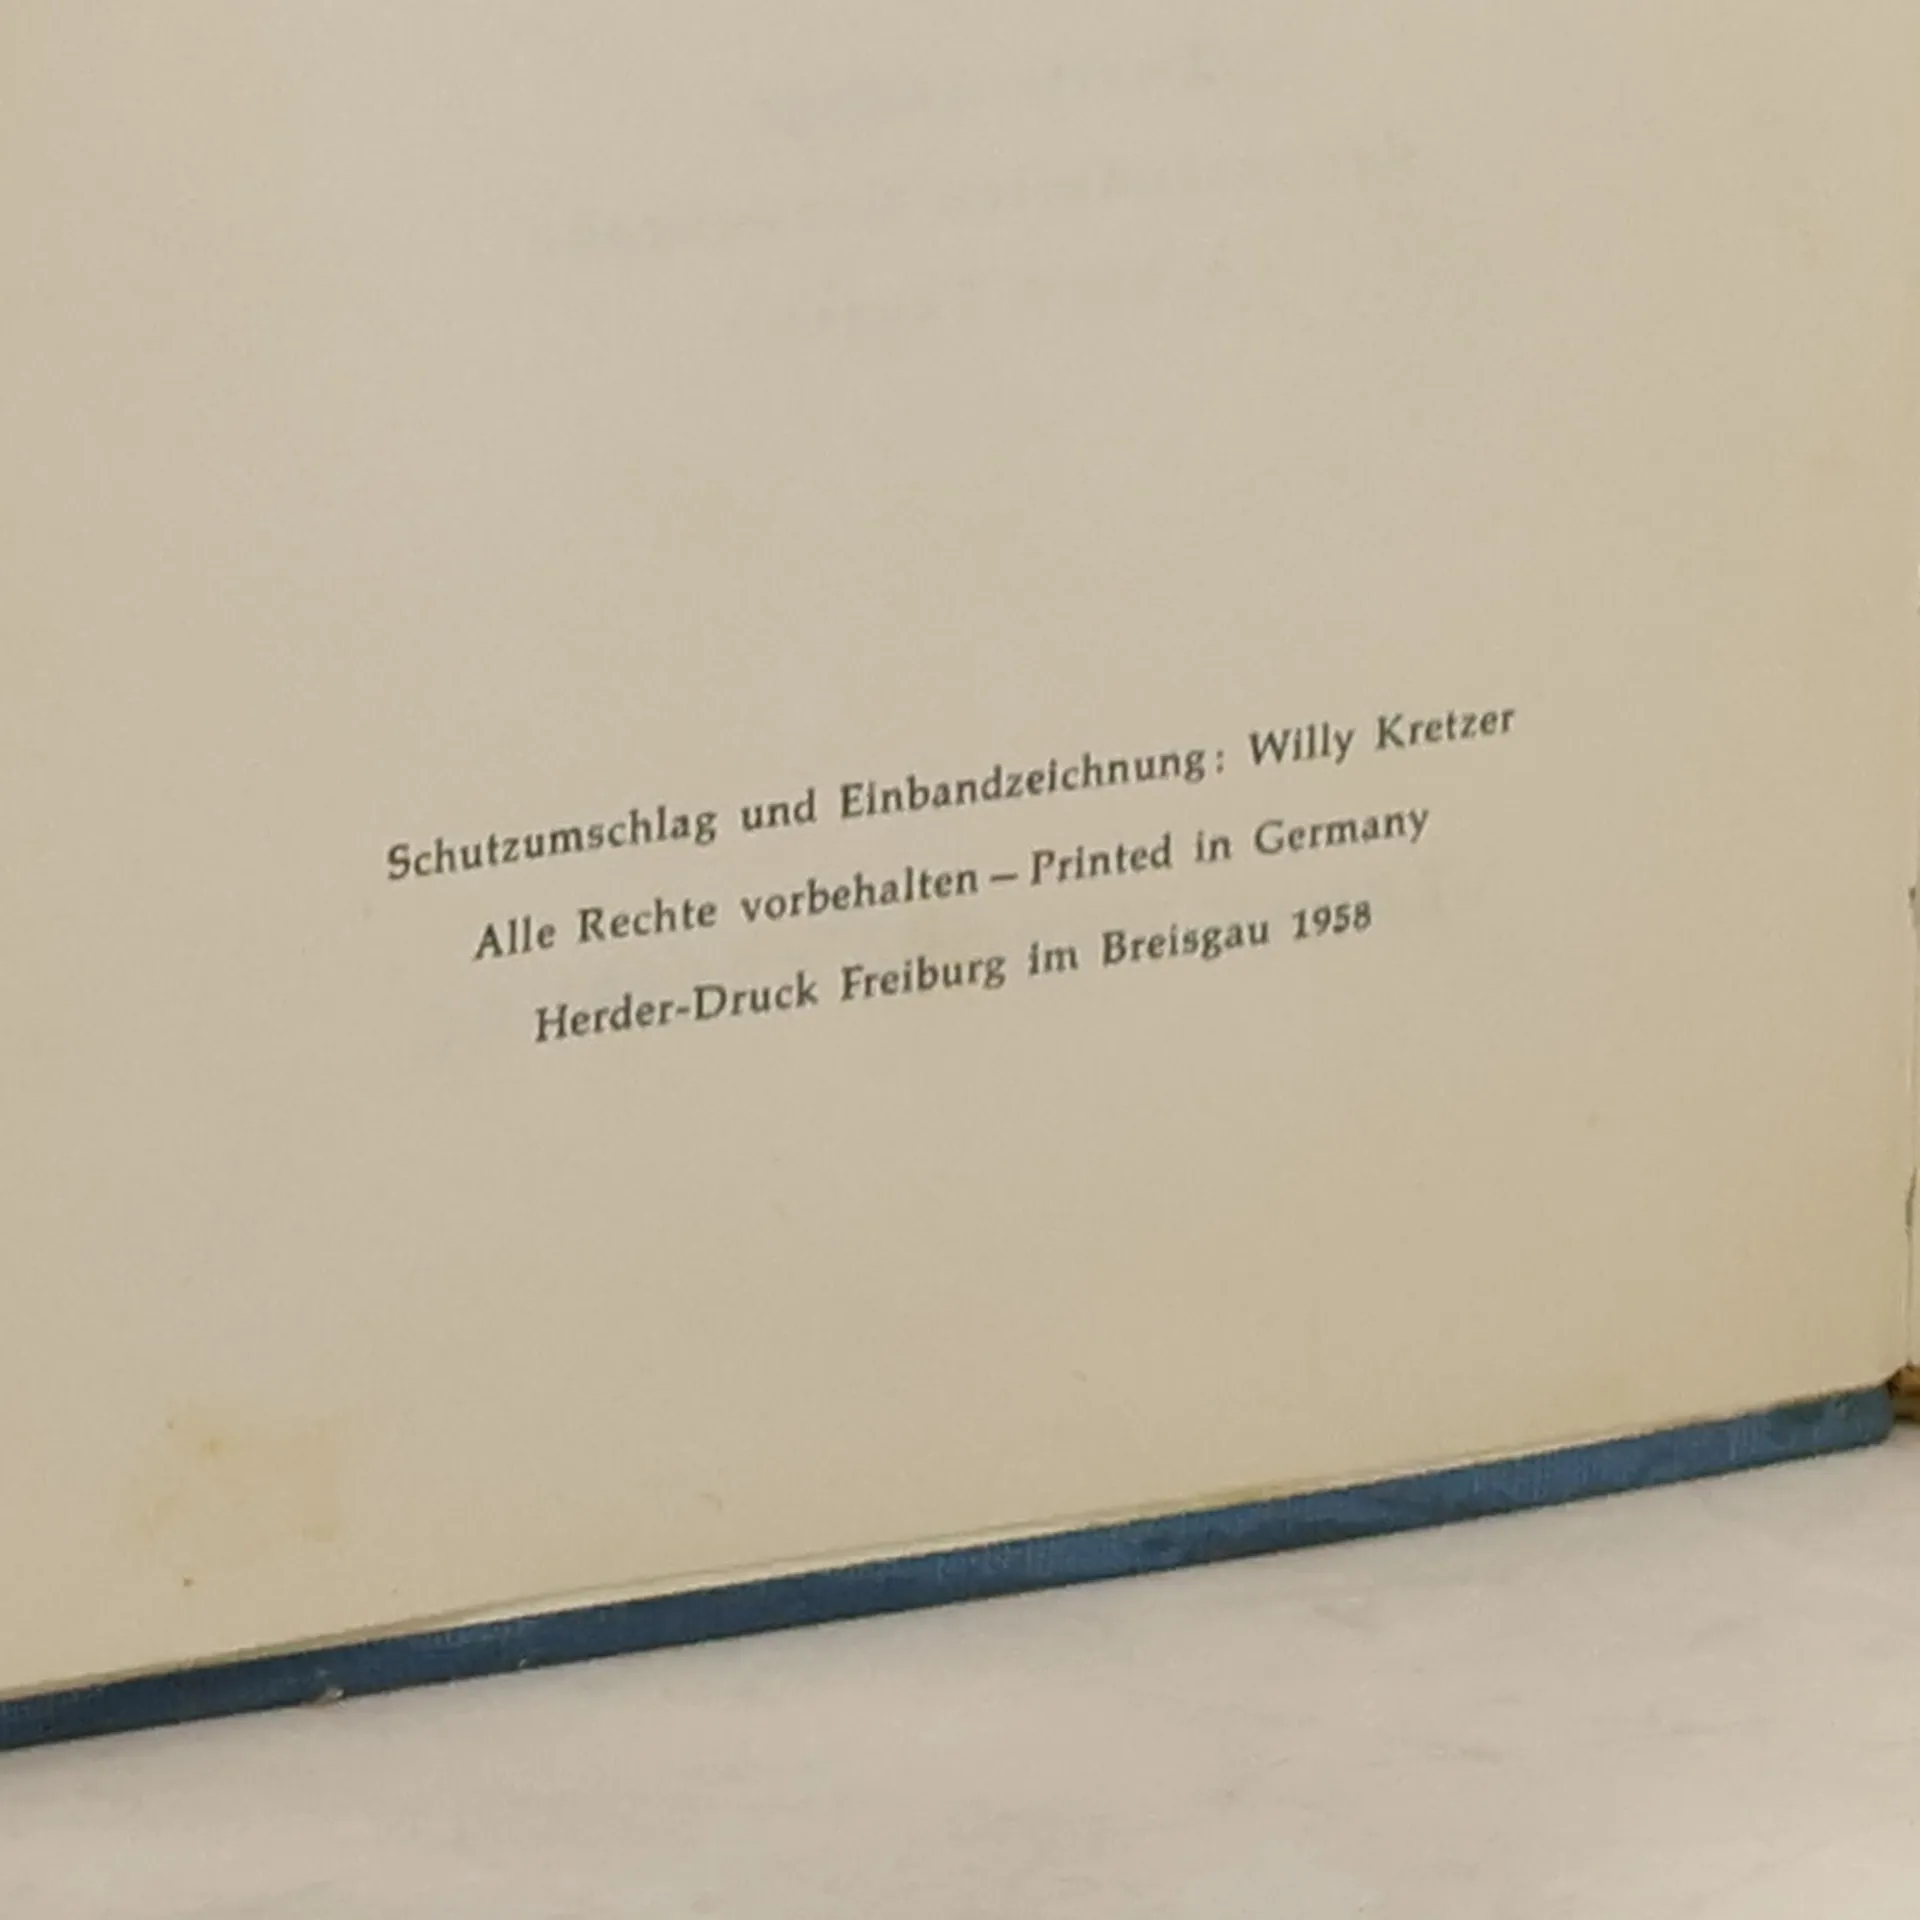 Schutzumschlag und Einbandzeichnung: Willy Kretzer
Alle Rechte vorbehalten – Printed in Germany
Herder-Druck Freiburg im Breisgau 1958